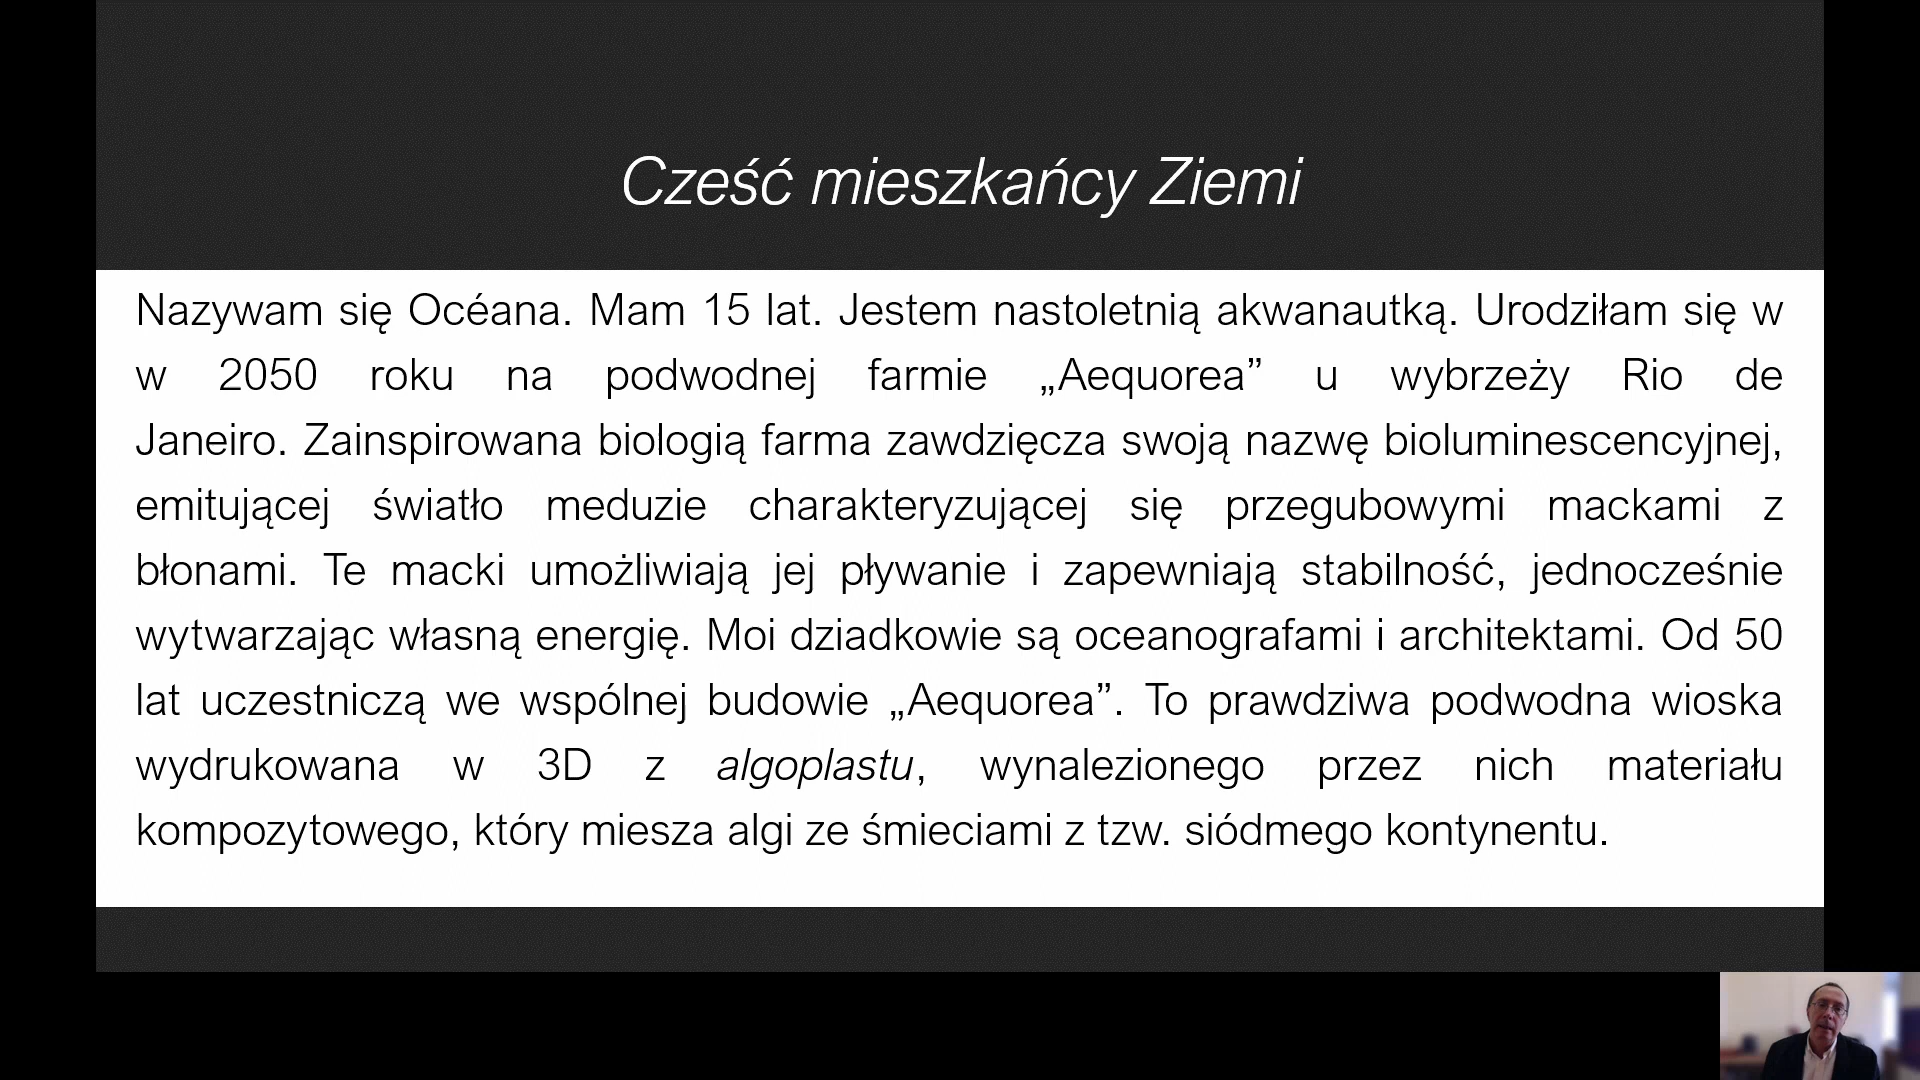 Cześć mieszkańcy Ziemi
Nazywam się Océana. Mam 15 lat. Jestem nastoletnią akwanautką. Urodziłam się w
w 2050 roku na podwodnej farmie „Aequorea” u wybrzeży Rio de
Janeiro. Zainspirowana biologią farma zawdzięcza swoją nazwę bioluminescencyjnej,
emitującej światło meduzie charakteryzującej się przegubowymi mackami z
błonami. Te macki umożliwiają jej pływanie i zapewniają stabilność, jednocześnie
wytwarzając własną energię. Moi dziadkowie są oceanografami i architektami. Od 50
lat uczestniczą we wspólnej budowie „Aequorea”. To prawdziwa podwodna wioska
wydrukowana w 3D z algoplastu, wynalezionego przez nich materiału
kompozytowego, który miesza algi ze śmieciami z tzw. siódmego kontynentu.